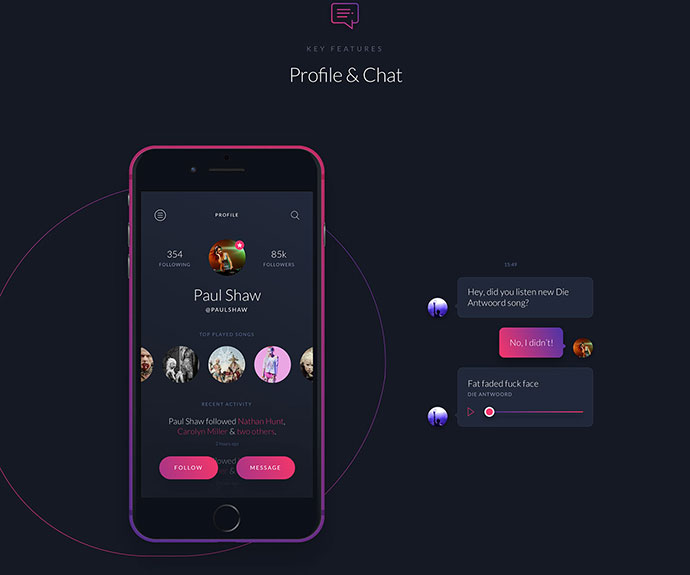 KEY FEATURES
Profile & Chat
PROFILE
354
FOLLOWING
85k
FOLLOWERS
Paul Shaw
@PAULSHAW
TOP PLAYED SONGS
RECENT ACTIVITY
Paul Shaw followed Nathan Hunt,
Carolyn Miller & two others.
2 hours ago
FOLLOW
MESSAGE
13:49
Hey, did you listen new Die
Antwoord song?
No, I didn't!
Fat faded fuck face
DIE ANTWOORD